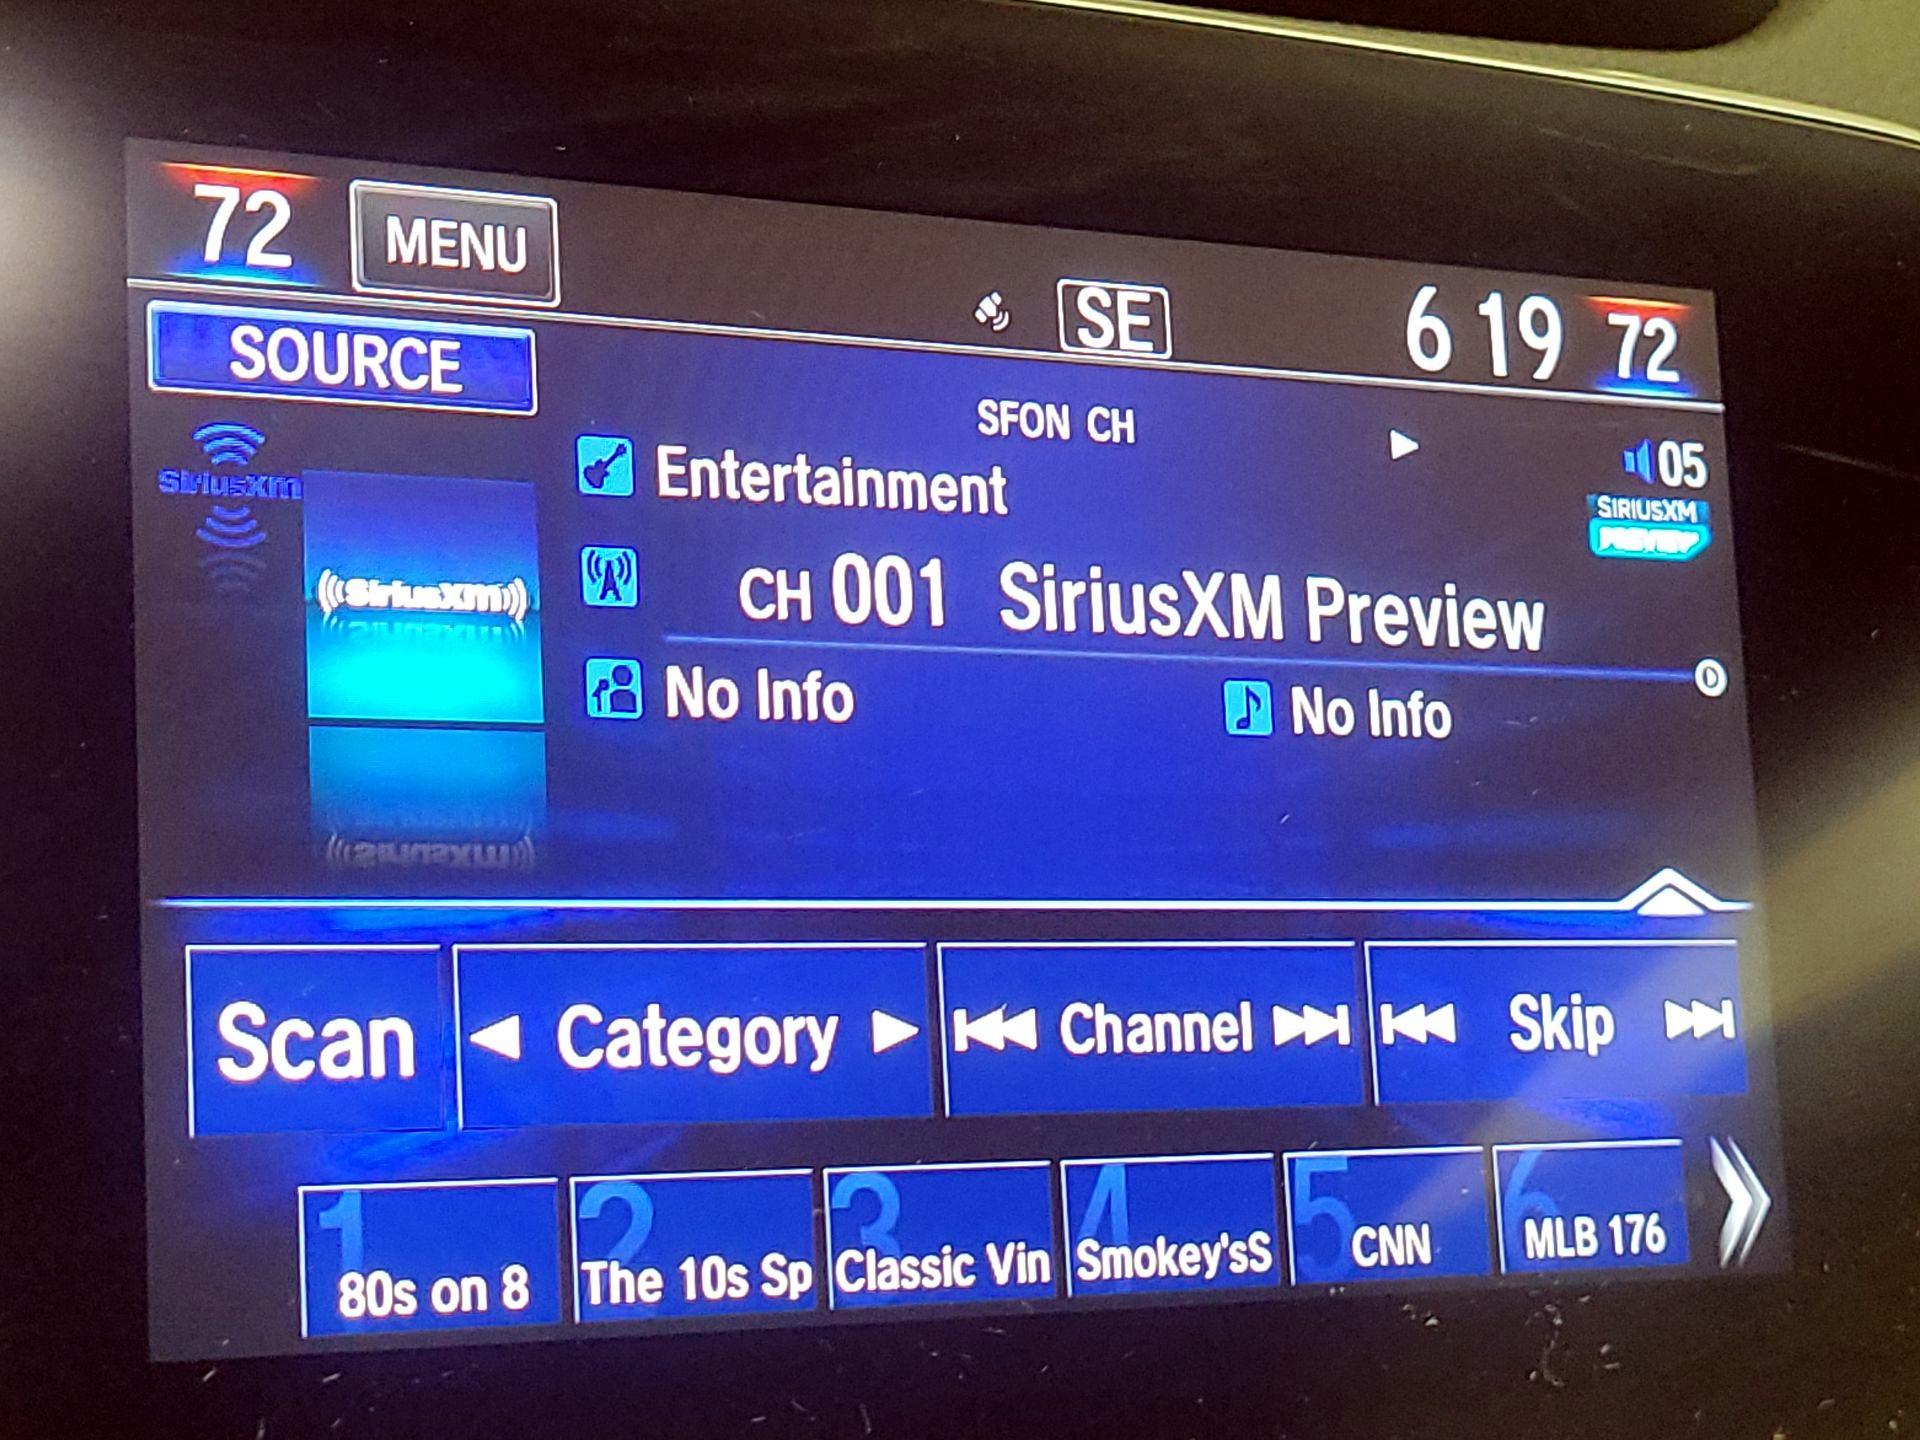 72 MENU SE 6 19 72
SOURCE
SFON CH
05
SiriusXM
Entertainment
SIRIUSXM
PREVIEW
((SiriusXM))
CH 001 SiriusXM Preview
No Info No Info
Scan Category Channel Skip
1 2 3 4 5 6
80s on 8 The 10s Sp Classic Vin Smokey'sS CNN MLB 176